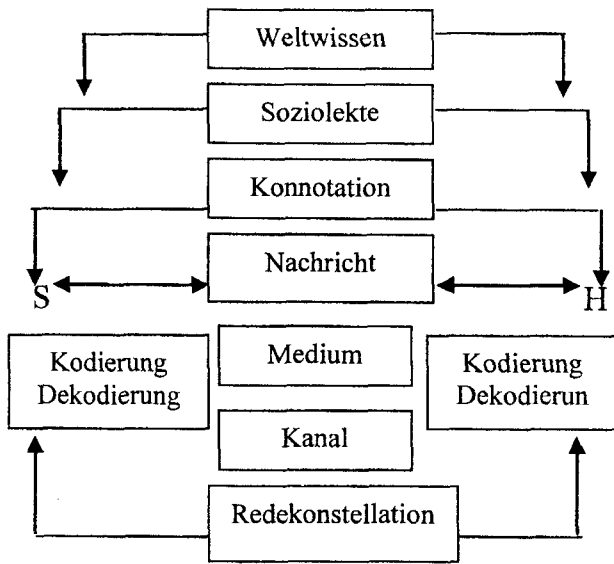 Weltwissen
Soziolekte
Konnotation
Nachricht
S
H
Kodierung
Dekodierung
Medium
Kodierung
Dekodierun
Kanal
Redekonstellation